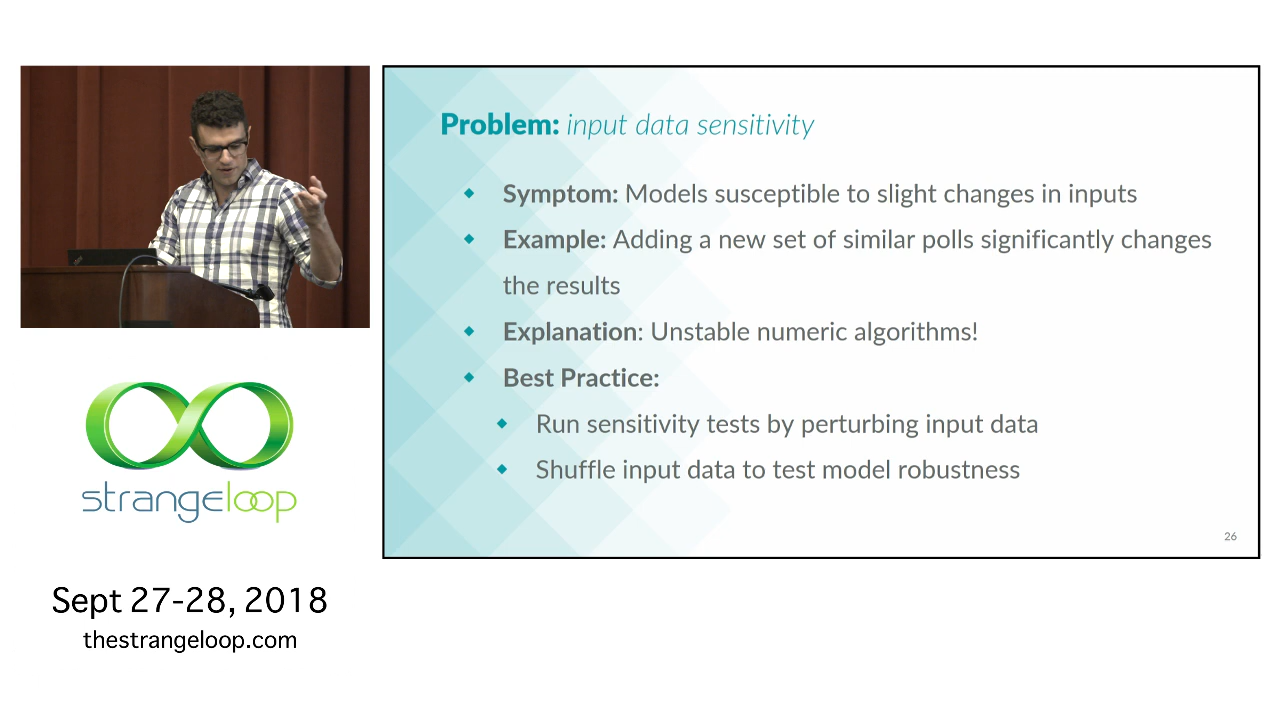 Problem: input data sensitivity
Symptom: Models susceptible to slight changes in inputs
Example: Adding a new set of similar polls significantly changes
the results
Explanation: Unstable numeric algorithms!
Best Practice:
Run sensitivity tests by perturbing input data
Shuffle input data to test model robustness
26
strangeloop
Sept 27-28, 2018
thestrangeloop.com